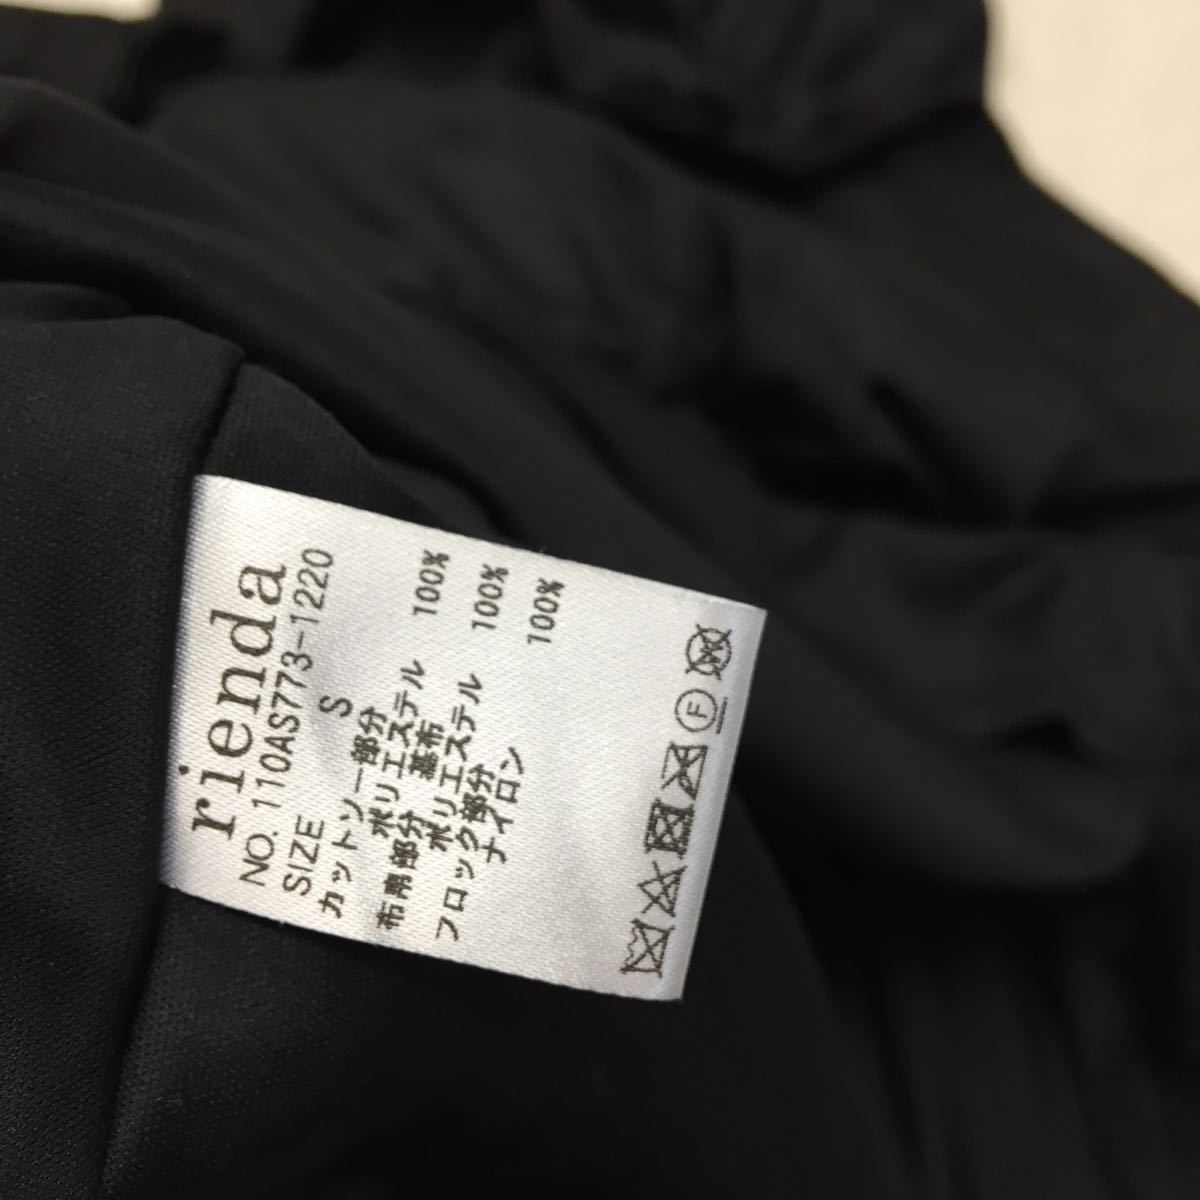 rienda
NO. 110AS773-1220
SIZE S
カットソー部分
ポリエステル 100%
布帛部分 基布
ポリエステル 100%
フロック部分
ナイロン 100%
F
W